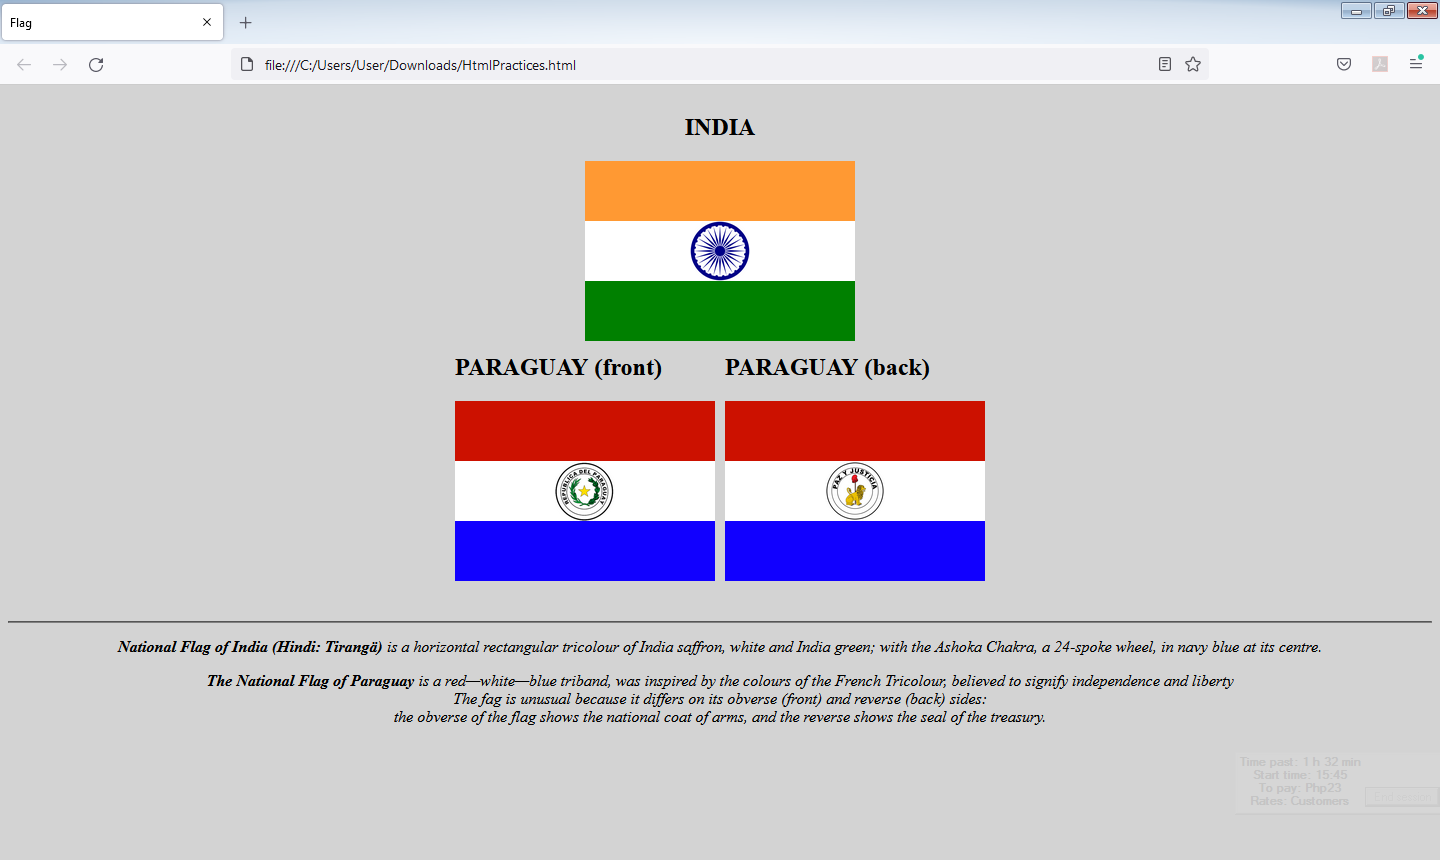 Flag
file:///C:/Users/User/Downloads/HtmlPractices.html
INDIA
PARAGUAY (front)
PARAGUAY (back)
REPUBLICA DEL PARAGUAY
PAZ Y JUSTICIA
National Flag of India (Hindi: Tirangä) is a horizontal rectangular tricolour of India saffron, white and India green; with the Ashoka Chakra, a 24-spoke wheel, in navy blue at its centre.
The National Flag of Paraguay is a red—white—blue triband, was inspired by the colours of the French Tricolour, believed to signify independence and liberty
The fag is unusual because it differs on its obverse (front) and reverse (back) sides:
the obverse of the flag shows the national coat of arms, and the reverse shows the seal of the treasury.
Time past: 1 h 32 min
Start time: 15:45
To pay: Php23
Rates: Customers